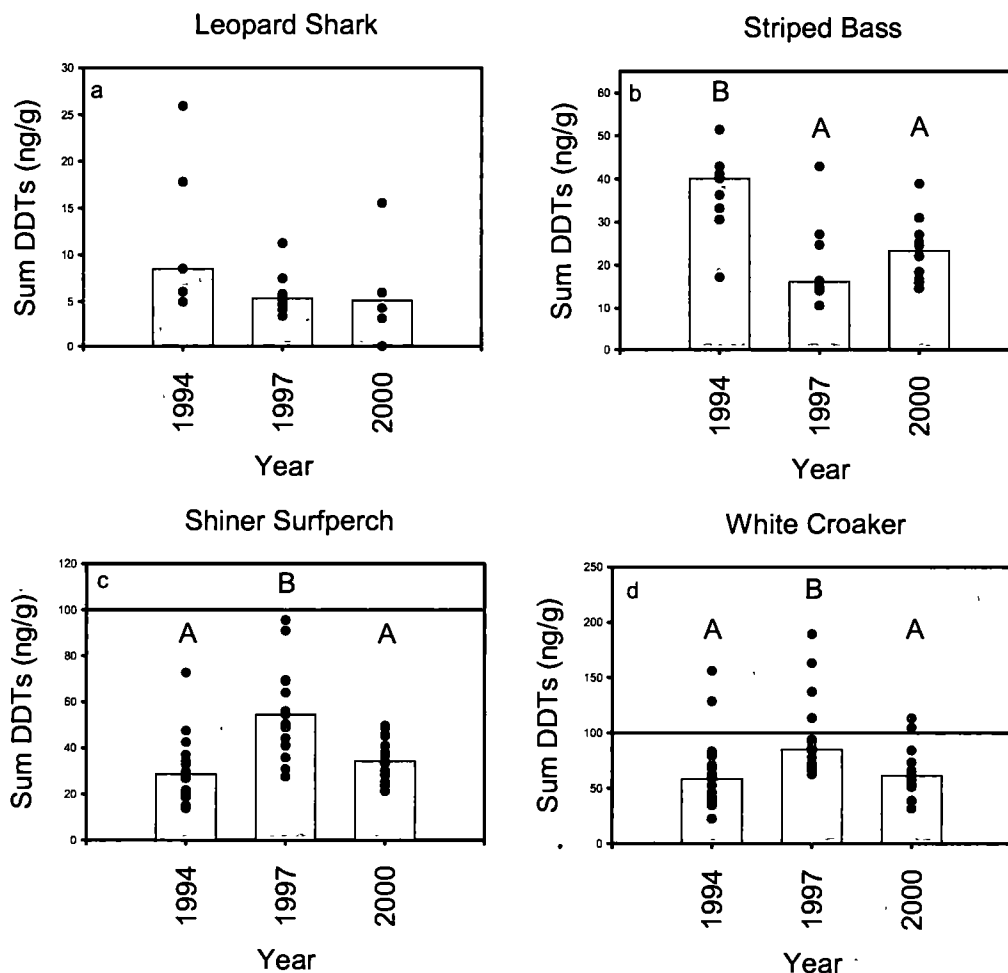 Leopard Shark
a
30
25
20
15
10
5
0
Sum DDTs (ng/g)
1994
1997
2000
Year
Striped Bass
b
B
A
A
60
50
40
30
20
10
0
Sum DDTs (ng/g)
1994
1997
2000
Year
Shiner Surfperch
c
A
B
A
120
100
80
60
40
20
0
Sum DDTs (ng/g)
1994
1997
2000
Year
White Croaker
d
A
B
A
250
200
150
100
50
0
Sum DDTs (ng/g)
1994
1997
2000
Year